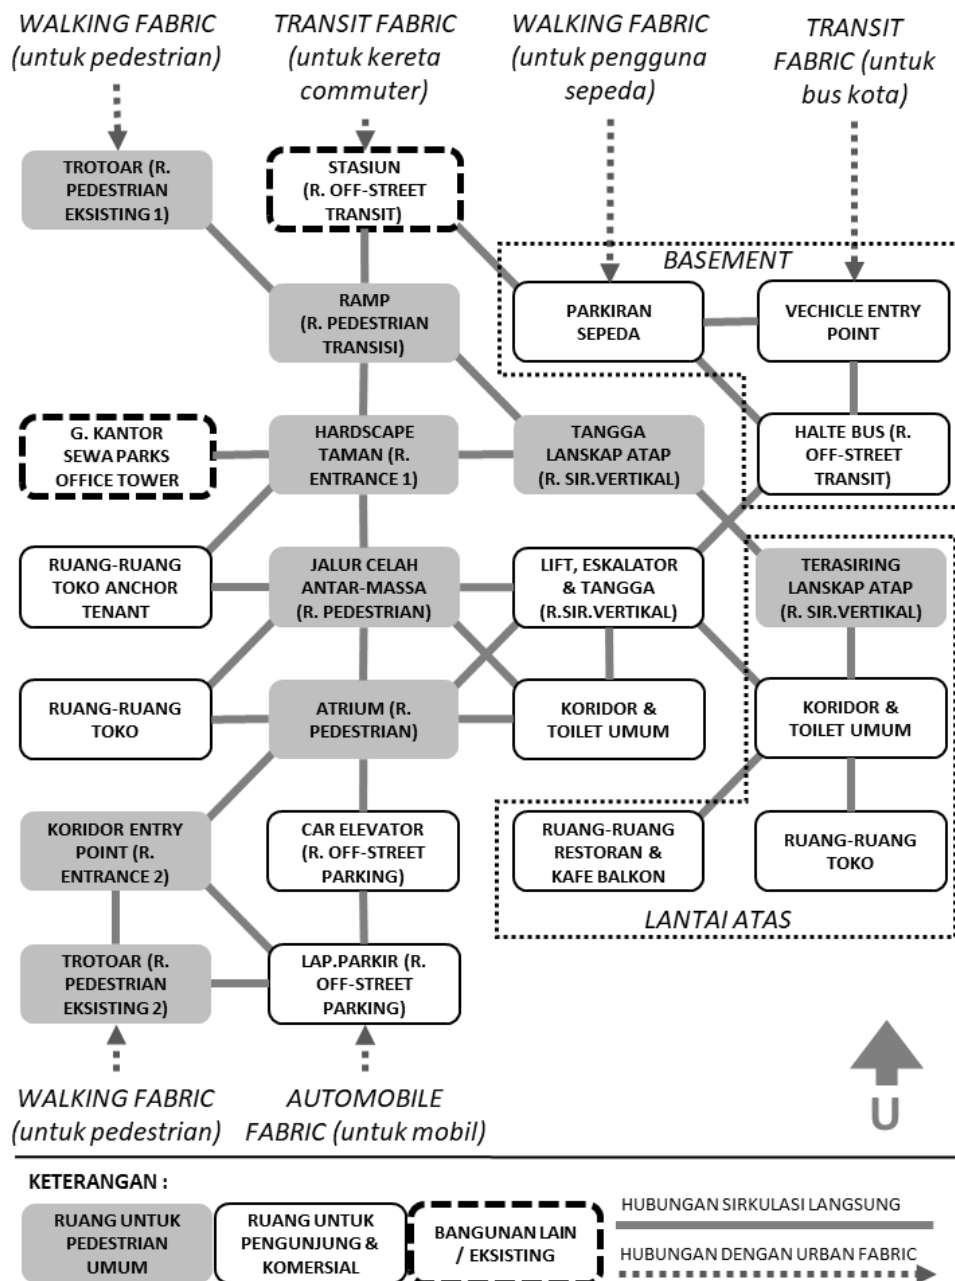 WALKING FABRIC
(untuk pedestrian)
TRANSIT FABRIC
(untuk kereta
commuter)
WALKING FABRIC
(untuk pengguna
sepeda)
TRANSIT
FABRIC (untuk
bus kota)
TROTOAR (R.
PEDESTRIAN
EKSISTING 1)
STASIUN
(R. OFF-STREET
TRANSIT)
BASEMENT
RAMP
(R. PEDESTRIAN
TRANSISI)
PARKIRAN
SEPEDA
VECHICLE ENTRY
POINT
G. KANTOR
SEWA PARKS
OFFICE TOWER
HARDSCAPE
TAMAN (R.
ENTRANCE 1)
TANGGA
LANSKAP ATAP
(R. SIR.VERTIKAL)
HALTE BUS (R.
OFF-STREET
TRANSIT)
RUANG-RUANG
TOKO ANCHOR
TENANT
JALUR CELAH
ANTAR-MASSA
(R. PEDESTRIAN)
LIFT, ESKALATOR
& TANGGA
(R.SIR.VERTIKAL)
TERASIRING
LANSKAP ATAP
(R. SIR.VERTIKAL)
RUANG-RUANG
TOKO
ATRIUM (R.
PEDESTRIAN)
KORIDOR &
TOILET UMUM
KORIDOR &
TOILET UMUM
KORIDOR ENTRY
POINT (R.
ENTRANCE 2)
CAR ELEVATOR
(R. OFF-STREET
PARKING)
RUANG-RUANG
RESTORAN &
KAFE BALKON
RUANG-RUANG
TOKO
LANTAI ATAS
TROTOAR (R.
PEDESTRIAN
EKSISTING 2)
LAP.PARKIR (R.
OFF-STREET
PARKING)
WALKING FABRIC
(untuk pedestrian)
AUTOMOBILE
FABRIC (untuk mobil)
U
KETERANGAN :
RUANG UNTUK
PEDESTRIAN
UMUM
RUANG UNTUK
PENGUNJUNG &
KOMERSIAL
BANGUNAN LAIN
/ EKSISTING
HUBUNGAN SIRKULASI LANGSUNG
HUBUNGAN DENGAN URBAN FABRIC